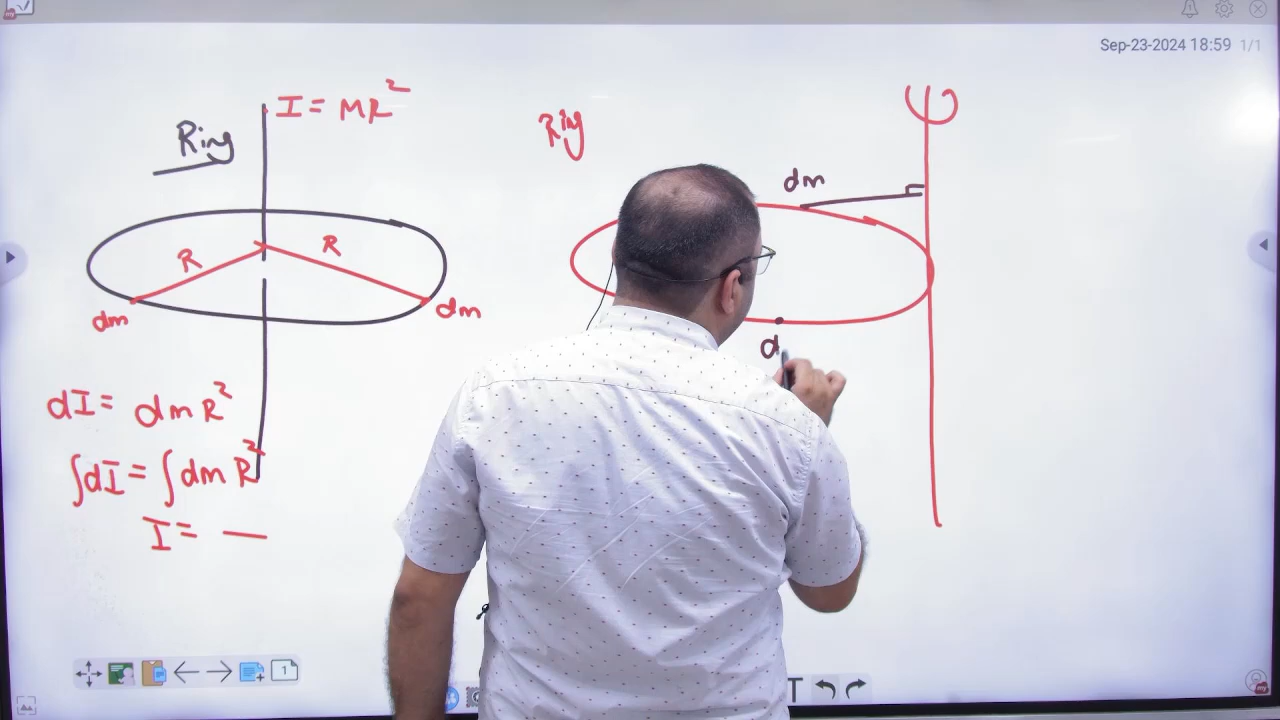 Sep-23-2024 18:59 1/1
I = MR²
Ring
R
R
dm
dm
dI = dm R²
∫dI = ∫dm R²
I = —
Ring
dm
d
1
T